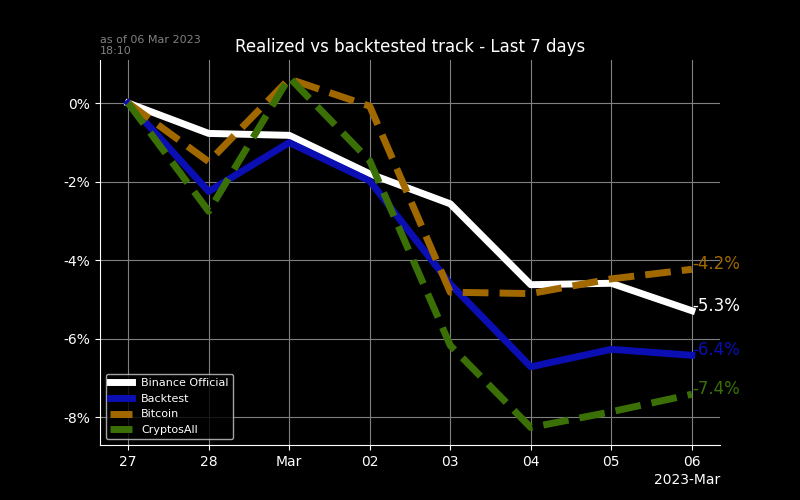 as of 06 Mar 2023
18:10
Realized vs backtested track - Last 7 days
0%
-2%
-4%
-6%
-8%
-4.2%
-5.3%
-6.4%
-7.4%
Binance Official
Backtest
Bitcoin
CryptosAll
27 28 Mar 02 03 04 05 06
2023-Mar